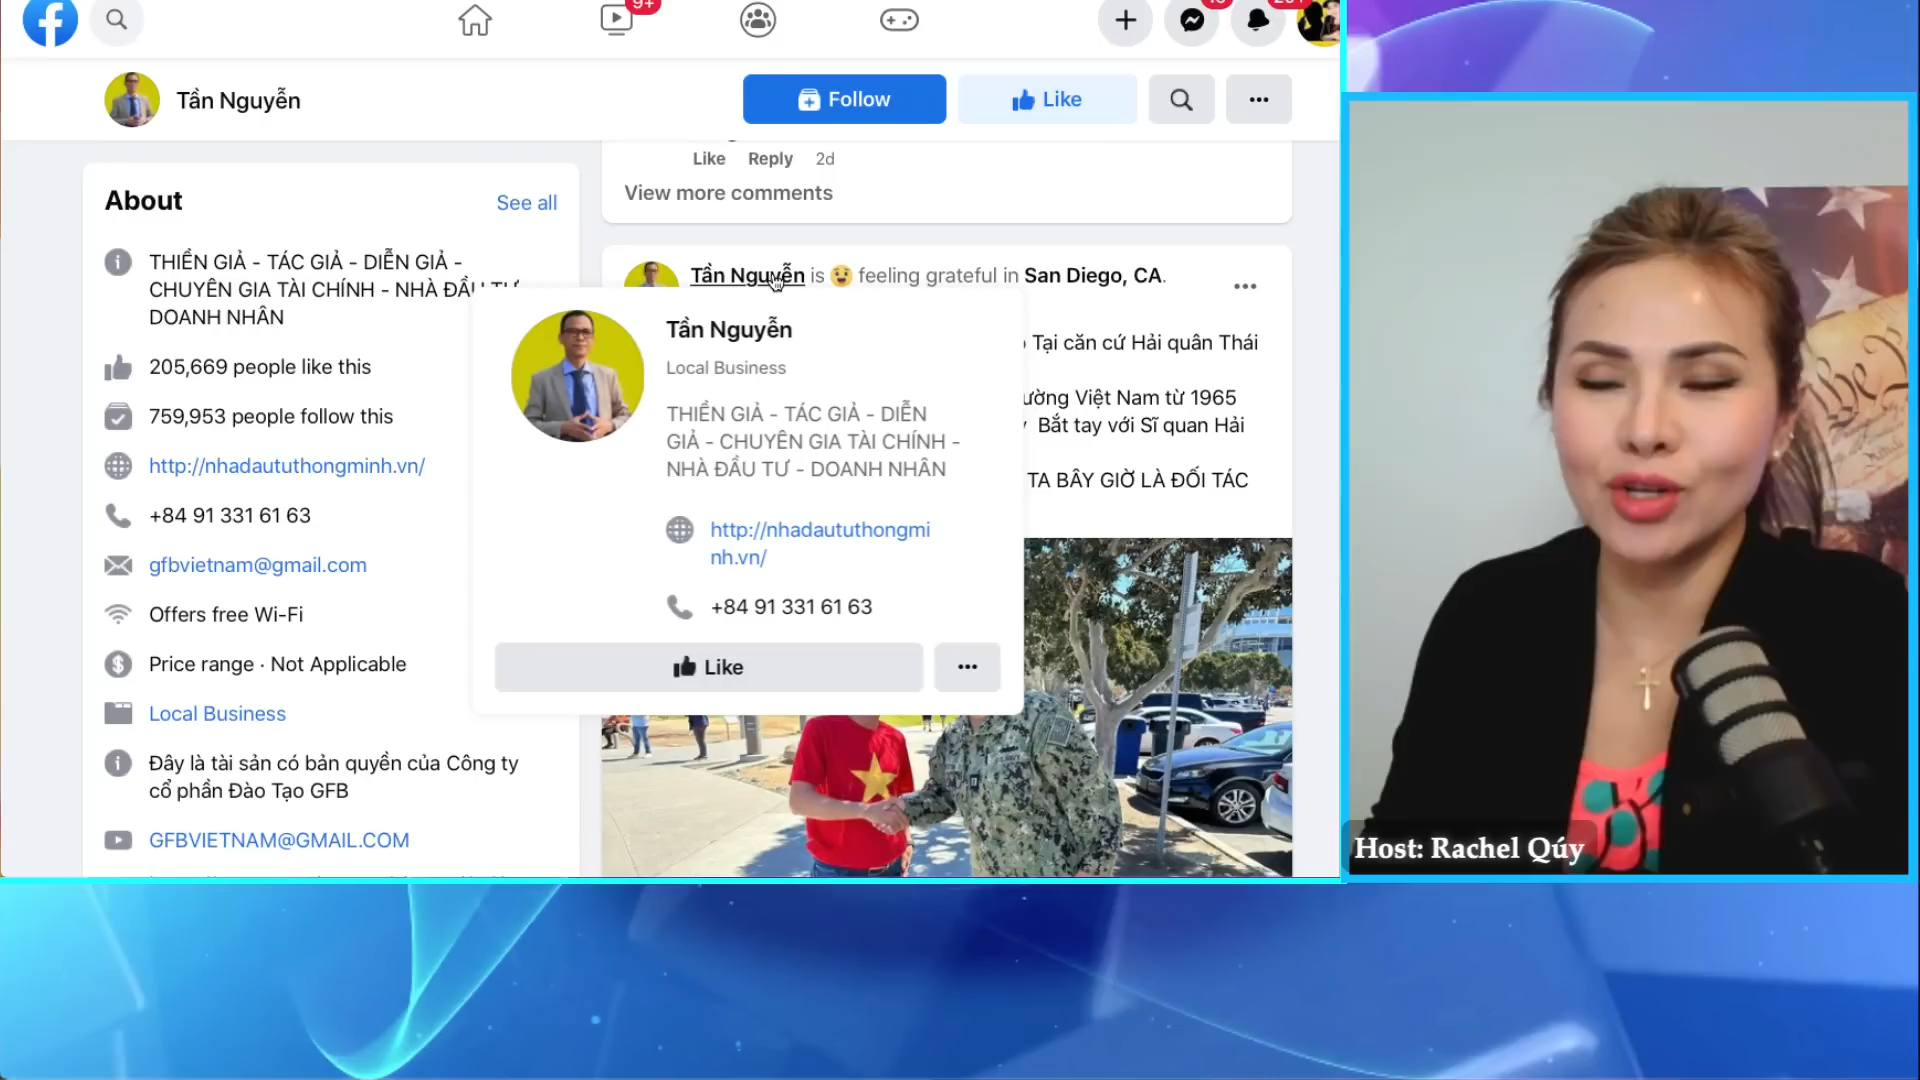 9+
Tần Nguyễn
Follow
Like
Like Reply 2d
View more comments
About
See all
THIỀN GIẢ - TÁC GIẢ - DIỄN GIẢ -
CHUYÊN GIA TÀI CHÍNH - NHÀ ĐẦU TƯ
DOANH NHÂN
205,669 people like this
759,953 people follow this
http://nhadaututhongminh.vn/
+84 91 331 61 63
gfbvietnam@gmail.com
Offers free Wi-Fi
Price range · Not Applicable
Local Business
Đây là tài sản có bản quyền của Công ty
cổ phần Đào Tạo GFB
GFBVIETNAM@GMAIL.COM
Tần Nguyễn is feeling grateful in San Diego, CA.
Tại căn cứ Hải quân Thái
Việt Nam từ 1965
Bắt tay với Sĩ quan Hải
TA BÂY GIỜ LÀ ĐỐI TÁC
Tần Nguyễn
Local Business
THIỀN GIẢ - TÁC GIẢ - DIỄN
GIẢ - CHUYÊN GIA TÀI CHÍNH -
NHÀ ĐẦU TƯ - DOANH NHÂN
http://nhadaututhongmi
nh.vn/
+84 91 331 61 63
Like
Host: Rachel Qúy